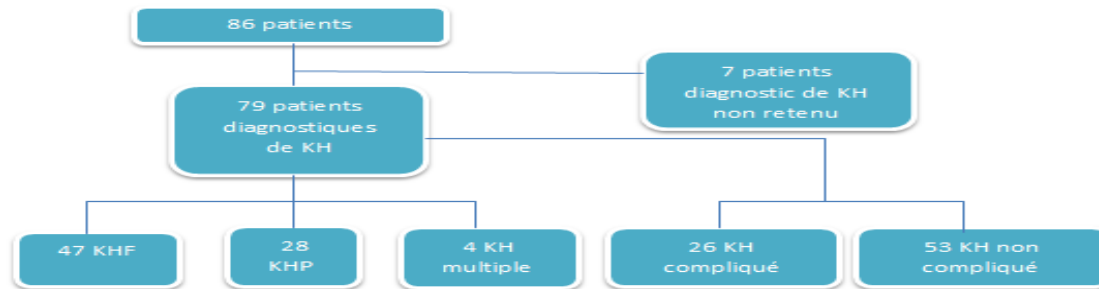 86 patients
7 patients
diagnostic de KH
non retenu
79 patients
diagnostiques
de KH
47 KHF
28
KHP
4 KH
multiple
26 KH
compliqué
53 KH non
compliqué